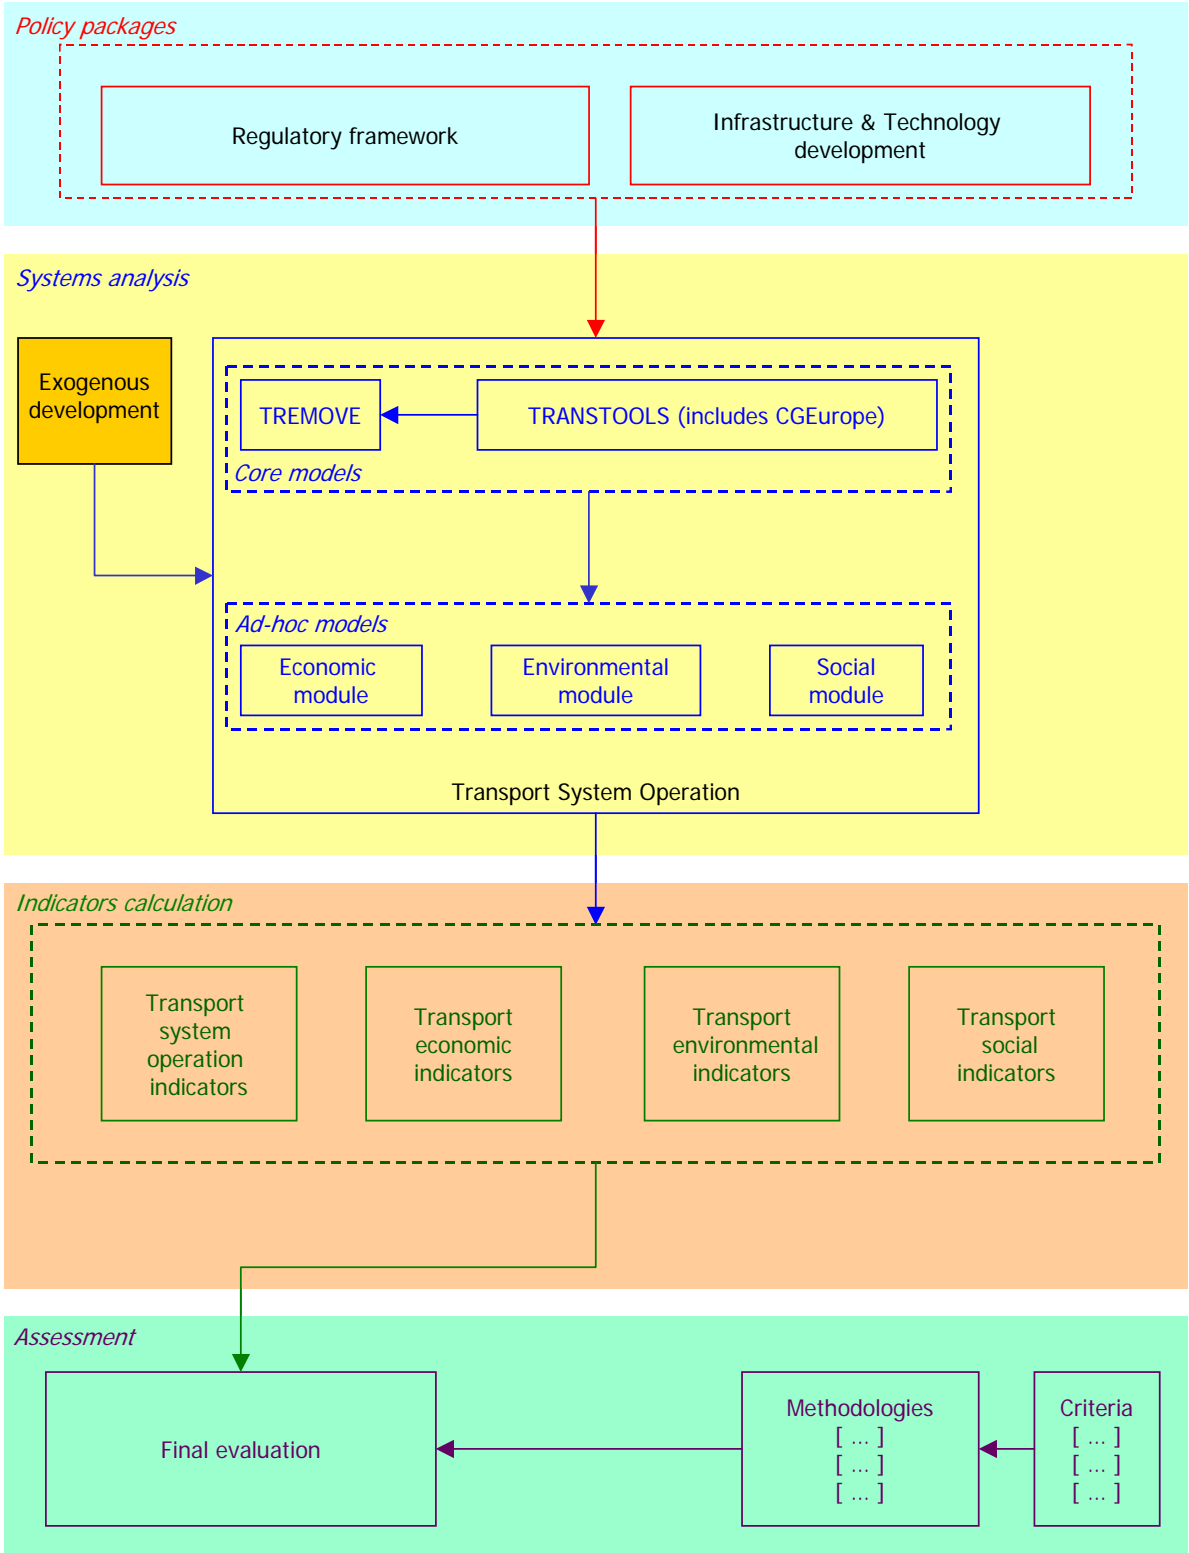 Policy packages
Regulatory framework
Infrastructure & Technology
development
Systems analysis
Exogenous
development
TREMOVE
TRANSTOOLS (includes CGEurope)
Core models
Ad-hoc models
Economic
module
Environmental
module
Social
module
Transport System Operation
Indicators calculation
Transport
system
operation
indicators
Transport
economic
indicators
Transport
environmental
indicators
Transport
social
indicators
Assessment
Final evaluation
Methodologies
[ ... ]
[ ... ]
[ ... ]
Criteria
[ ... ]
[ ... ]
[ ... ]